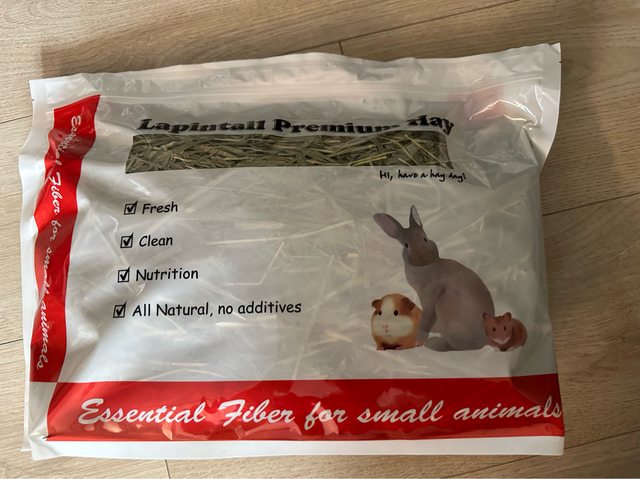 Lapintail Premium Hay
Hi, have a hay day!
Fresh
Clean
Nutrition
All Natural, no additives
Essential Fiber for small animals
Essential Fiber for small animals